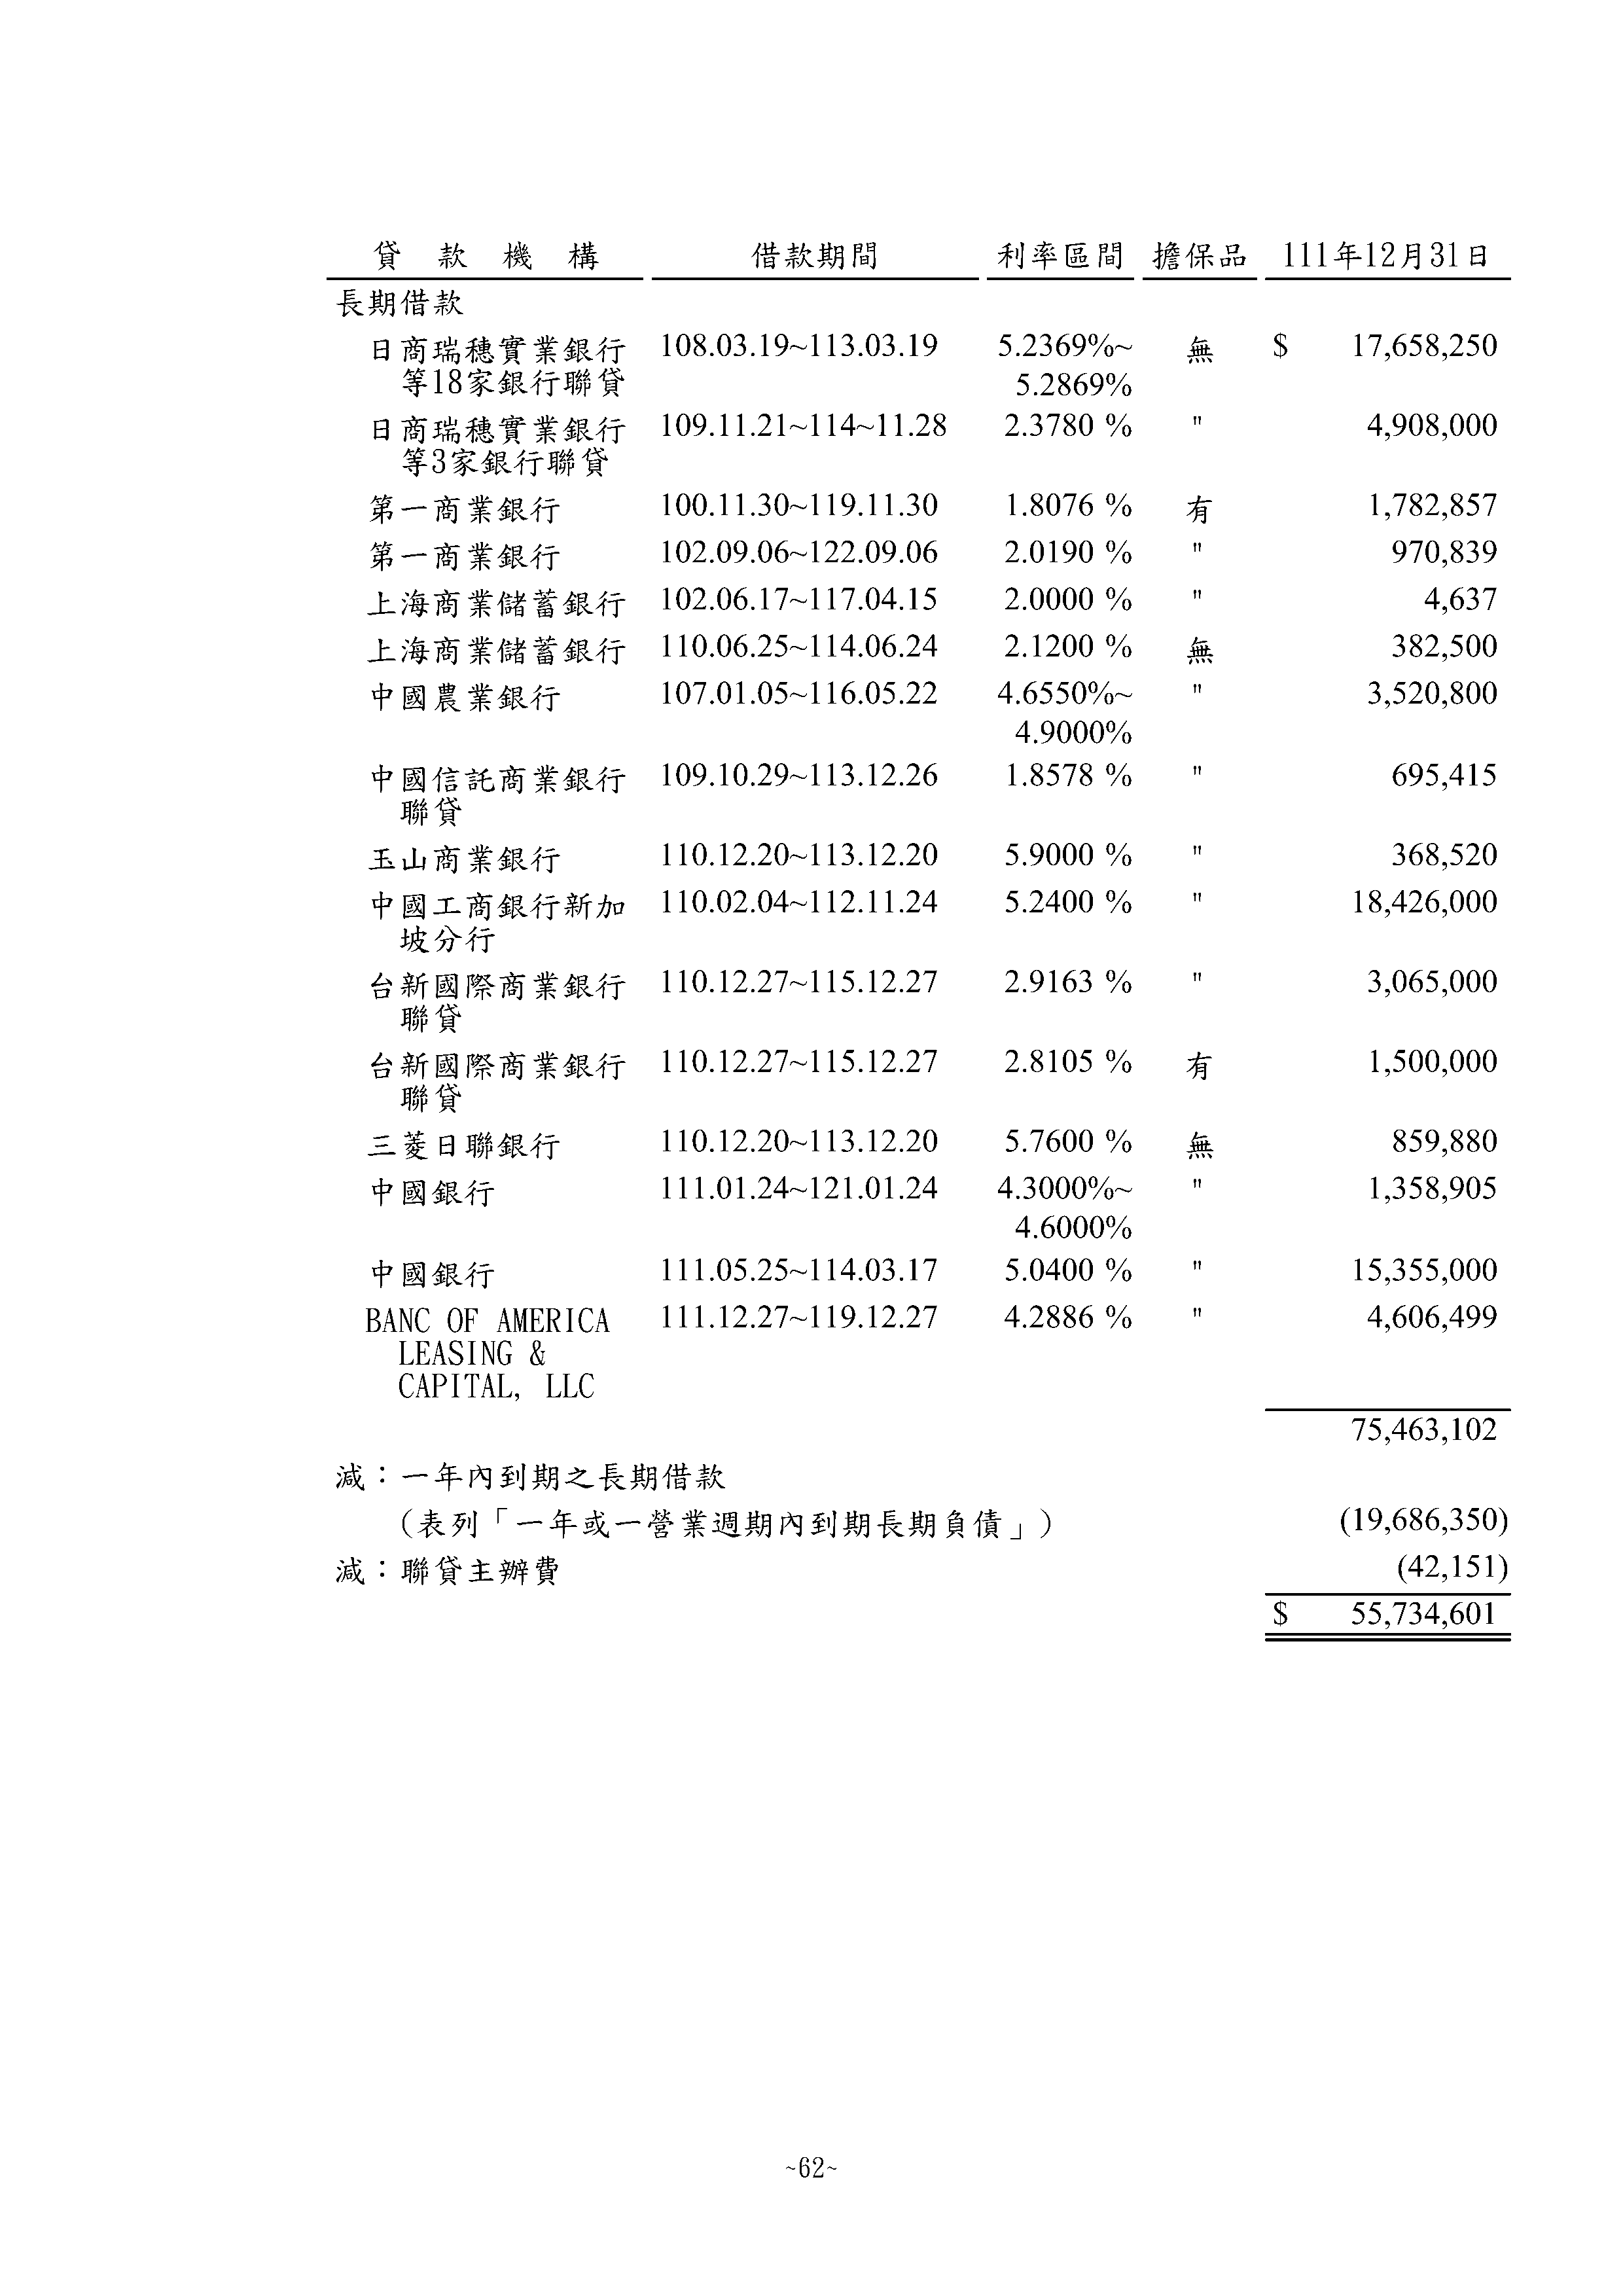 貸 款 機 構 借款期間 利率區間 擔保品 111年12月31日
長期借款
日商瑞穗實業銀行 108.03.19~113.03.19 5.2369%~ 無 $ 17,658,250
等18家銀行聯貸 5.2869%
日商瑞穗實業銀行 109.11.21~114~11.28 2.3780 % " 4,908,000
等3家銀行聯貸
第一商業銀行 100.11.30~119.11.30 1.8076 % 有 1,782,857
第一商業銀行 102.09.06~122.09.06 2.0190 % " 970,839
上海商業儲蓄銀行 102.06.17~117.04.15 2.0000 % " 4,637
上海商業儲蓄銀行 110.06.25~114.06.24 2.1200 % 無 382,500
中國農業銀行 107.01.05~116.05.22 4.6550%~ " 3,520,800
4.9000%
中國信託商業銀行 109.10.29~113.12.26 1.8578 % " 695,415
聯貸
玉山商業銀行 110.12.20~113.12.20 5.9000 % " 368,520
中國工商銀行新加 110.02.04~112.11.24 5.2400 % " 18,426,000
坡分行
台新國際商業銀行 110.12.27~115.12.27 2.9163 % " 3,065,000
聯貸
台新國際商業銀行 110.12.27~115.12.27 2.8105 % 有 1,500,000
聯貸
三菱日聯銀行 110.12.20~113.12.20 5.7600 % 無 859,880
中國銀行 111.01.24~121.01.24 4.3000%~ " 1,358,905
4.6000%
中國銀行 111.05.25~114.03.17 5.0400 % " 15,355,000
BANC OF AMERICA 111.12.27~119.12.27 4.2886 % " 4,606,499
LEASING &
CAPITAL, LLC
75,463,102
減：一年內到期之長期借款
（表列「一年或一營業週期內到期長期負債」） (19,686,350)
減：聯貸主辦費 (42,151)
$ 55,734,601
~62~